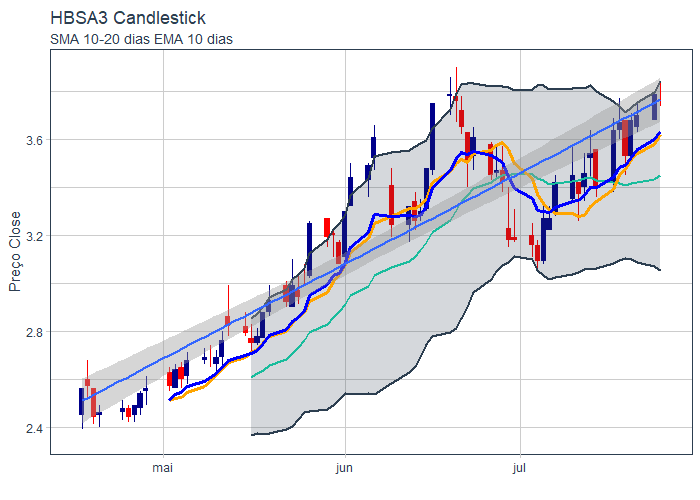 HBSA3 Candlestick
SMA 10-20 dias EMA 10 dias
Preço Close
3.6
3.2
2.8
2.4
mai
jun
jul